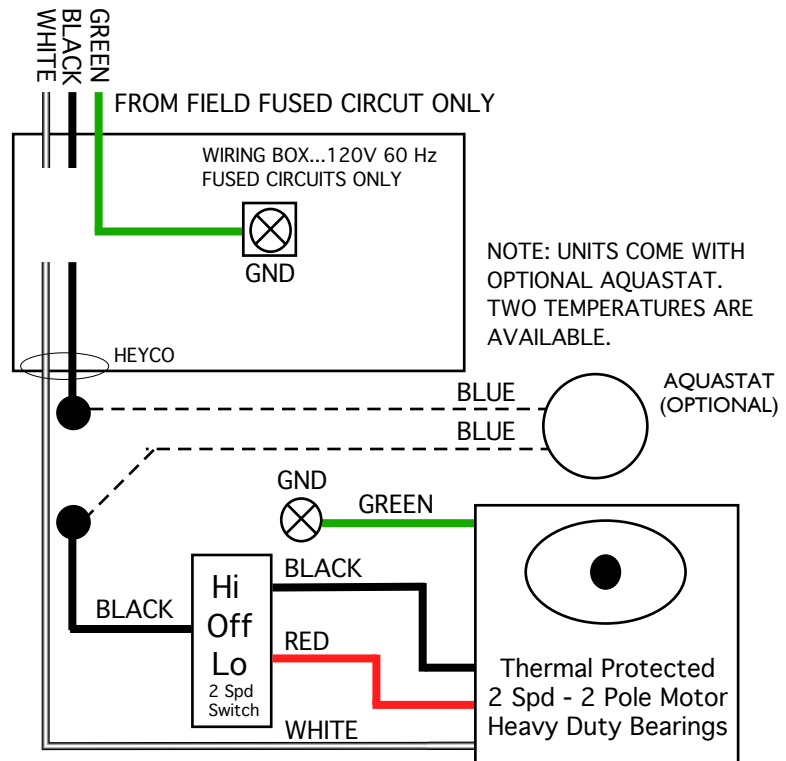 WHITE
BLACK
GREEN
FROM FIELD FUSED CIRCUT ONLY
WIRING BOX...120V 60 Hz
FUSED CIRCUITS ONLY
GND
NOTE: UNITS COME WITH
OPTIONAL AQUASTAT.
TWO TEMPERATURES ARE
AVAILABLE.
HEYCO
BLUE
AQUASTAT
(OPTIONAL)
BLUE
GND
GREEN
BLACK
Hi
Off
Lo
2 Spd
Switch
BLACK
RED
WHITE
Thermal Protected
2 Spd - 2 Pole Motor
Heavy Duty Bearings